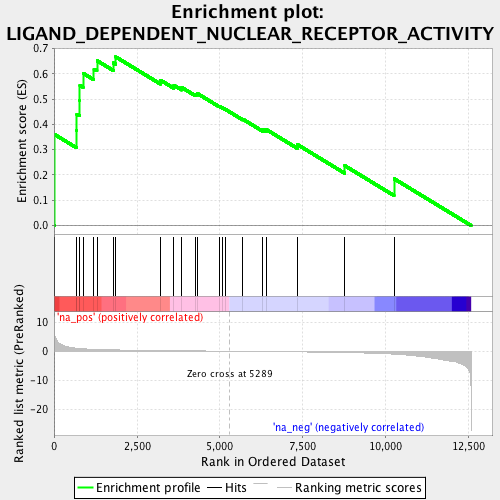 Enrichment plot:
LIGAND_DEPENDENT_NUCLEAR_RECEPTOR_ACTIVITY
Enrichment score (ES)
0.7
0.6
0.5
0.4
0.3
0.2
0.1
0.0
'na_pos' (positively correlated)
Ranked list metric (PreRanked)
10
5
0
-5
-10
-20
Zero cross at 5289
'na_neg' (negatively correlated)
0
2,500
5,000
7,500
10,000
12,500
Rank in Ordered Dataset
Enrichment profile
Hits
Ranking metric scores